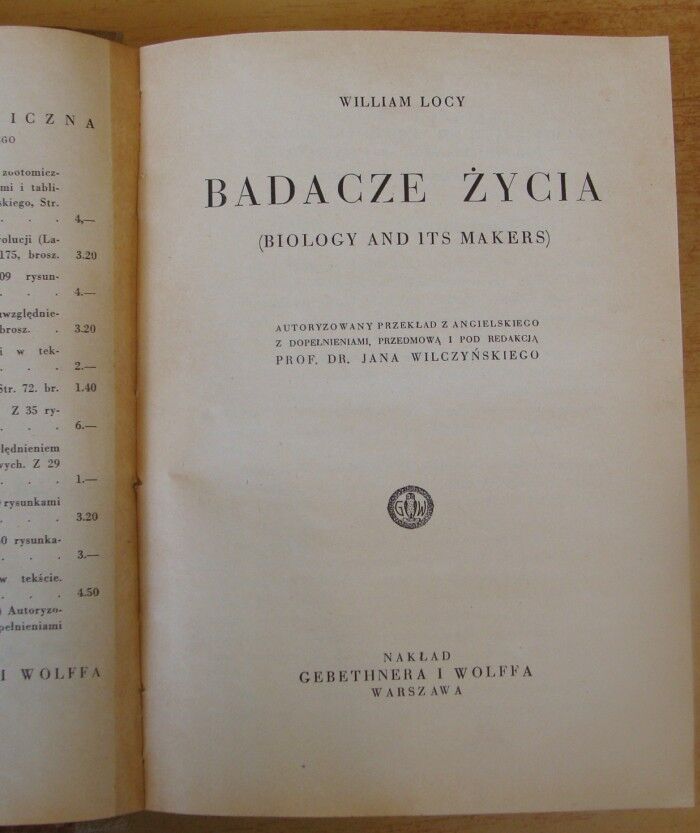 I C Z N A
EGO
zootomicz-
mi i tabli-
skiego, Str.
. . . 4,—
olucji (La-
175, brosz. 3.20
09 rysun-
. . . 4.—
uwzględnie-
brosz. . 3.20
i w tek-
. . . 2.—
Str. 72. br. 1.40
Z 35 ry-
. . . 6.—
lędnieniem
wych. Z 29
. . . 1.—
rysunkami
. . . 3.20
0 rysunka-
. . . 3.—
w tekście.
. . . 4.50
) Autoryzo-
pełnieniami
I WOLFFA
WILLIAM LOCY
BADACZE ŻYCIA
(BIOLOGY AND ITS MAKERS)
AUTORYZOWANY PRZEKŁAD Z ANGIELSKIEGO
Z DOPEŁNIENIAMI, PRZEDMOWĄ I POD REDAKCJĄ
PROF. DR. JANA WILCZYŃSKIEGO
G W
NAKŁAD
GEBETHNERA I WOLFFA
WARSZAWA